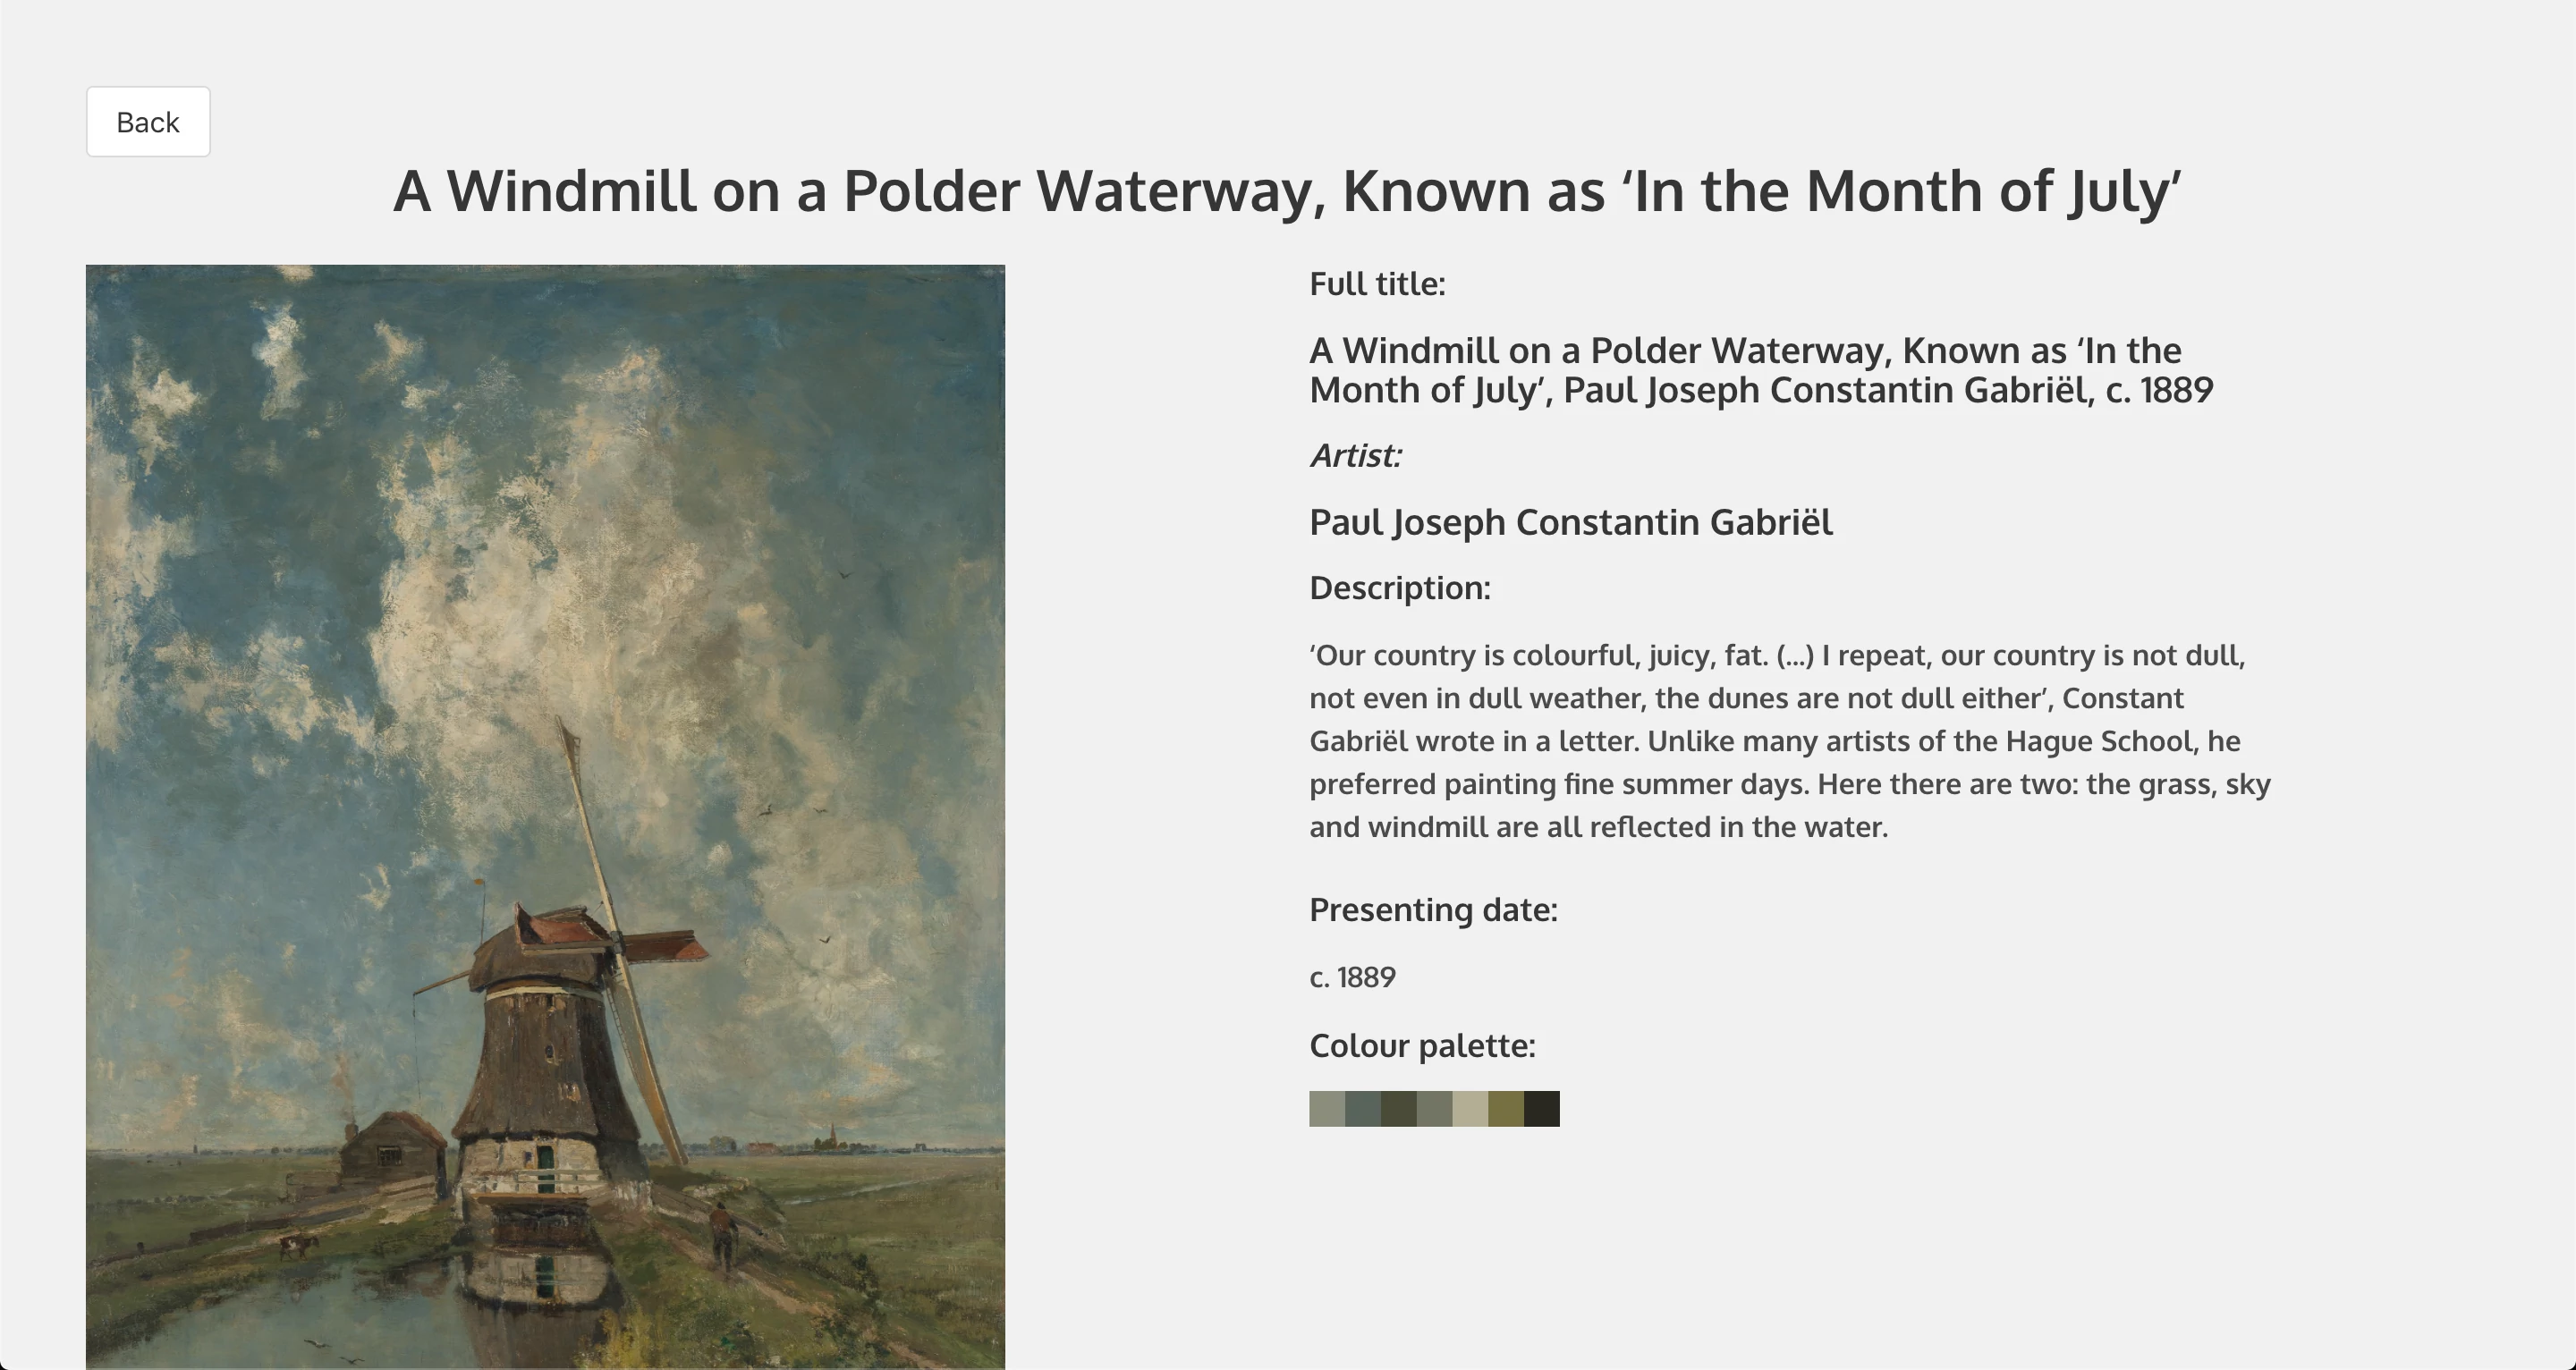 Back
A Windmill on a Polder Waterway, Known as ‘In the Month of July’
Full title:
A Windmill on a Polder Waterway, Known as ‘In the
Month of July’, Paul Joseph Constantin Gabriël, c. 1889
Artist:
Paul Joseph Constantin Gabriël
Description:
‘Our country is colourful, juicy, fat. (...) I repeat, our country is not dull,
not even in dull weather, the dunes are not dull either’, Constant
Gabriël wrote in a letter. Unlike many artists of the Hague School, he
preferred painting fine summer days. Here there are two: the grass, sky
and windmill are all reflected in the water.
Presenting date:
c. 1889
Colour palette: